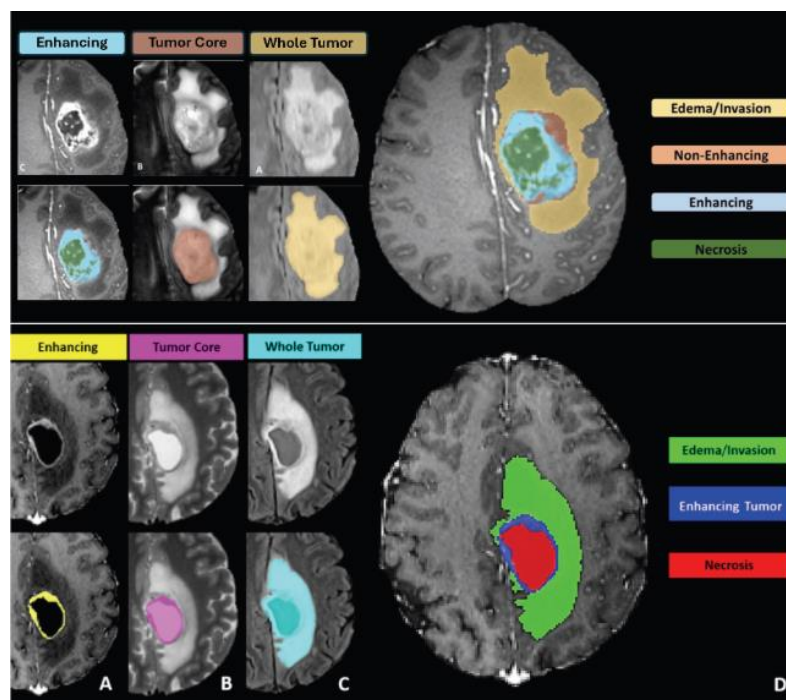 Enhancing
Tumor Core
Whole Tumor
C
B
A
Edema/Invasion
Non-Enhancing
Enhancing
Necrosis
Enhancing
Tumor Core
Whole Tumor
Edema/Invasion
Enhancing Tumor
Necrosis
A
B
C
D